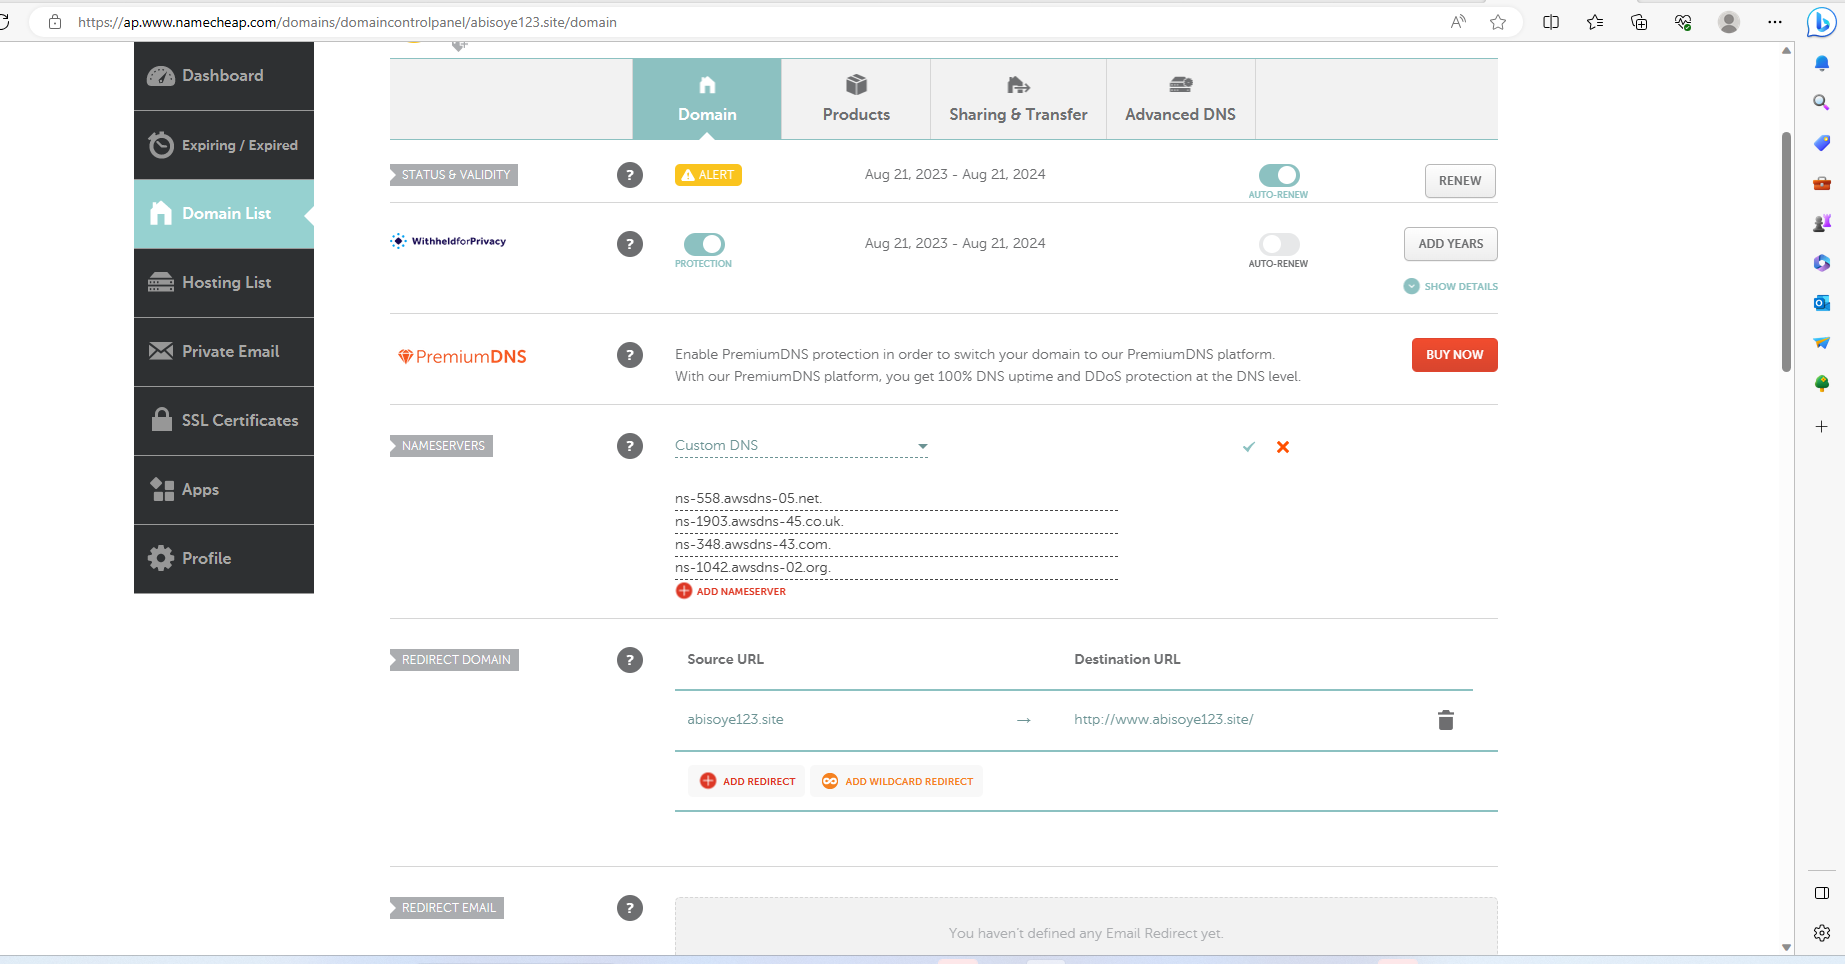 https://ap.www.namecheap.com/domains/domaincontrolpanel/abisoye123.site/domain
Dashboard
Expiring / Expired
Domain List
Hosting List
Private Email
SSL Certificates
Apps
Profile
Domain
Products
Sharing & Transfer
Advanced DNS
STATUS & VALIDITY
?
ALERT
Aug 21, 2023 - Aug 21, 2024
AUTO-RENEW
RENEW
WithheldforPrivacy
?
PROTECTION
Aug 21, 2023 - Aug 21, 2024
AUTO-RENEW
ADD YEARS
SHOW DETAILS
PremiumDNS
?
Enable PremiumDNS protection in order to switch your domain to our PremiumDNS platform.
With our PremiumDNS platform, you get 100% DNS uptime and DDoS protection at the DNS level.
BUY NOW
NAMESERVERS
?
Custom DNS
ns-558.awsdns-05.net.
ns-1903.awsdns-45.co.uk.
ns-348.awsdns-43.com.
ns-1042.awsdns-02.org.
ADD NAMESERVER
REDIRECT DOMAIN
?
Source URL
Destination URL
abisoye123.site
→
http://www.abisoye123.site/
ADD REDIRECT
ADD WILDCARD REDIRECT
REDIRECT EMAIL
?
You haven't defined any Email Redirect yet.